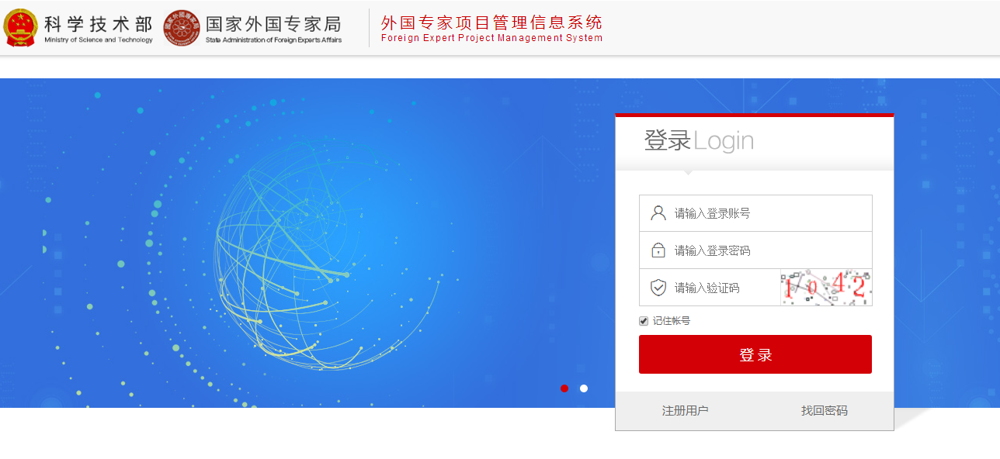 科学技术部
Ministry of Science and Technology
国家外国专家局
State Administration of Foreign Experts Affairs
外国专家项目管理信息系统
Foreign Expert Project Management System
登录Login
请输入登录账号
请输入登录密码
请输入验证码
1042
记住帐号
登录
注册用户
找回密码